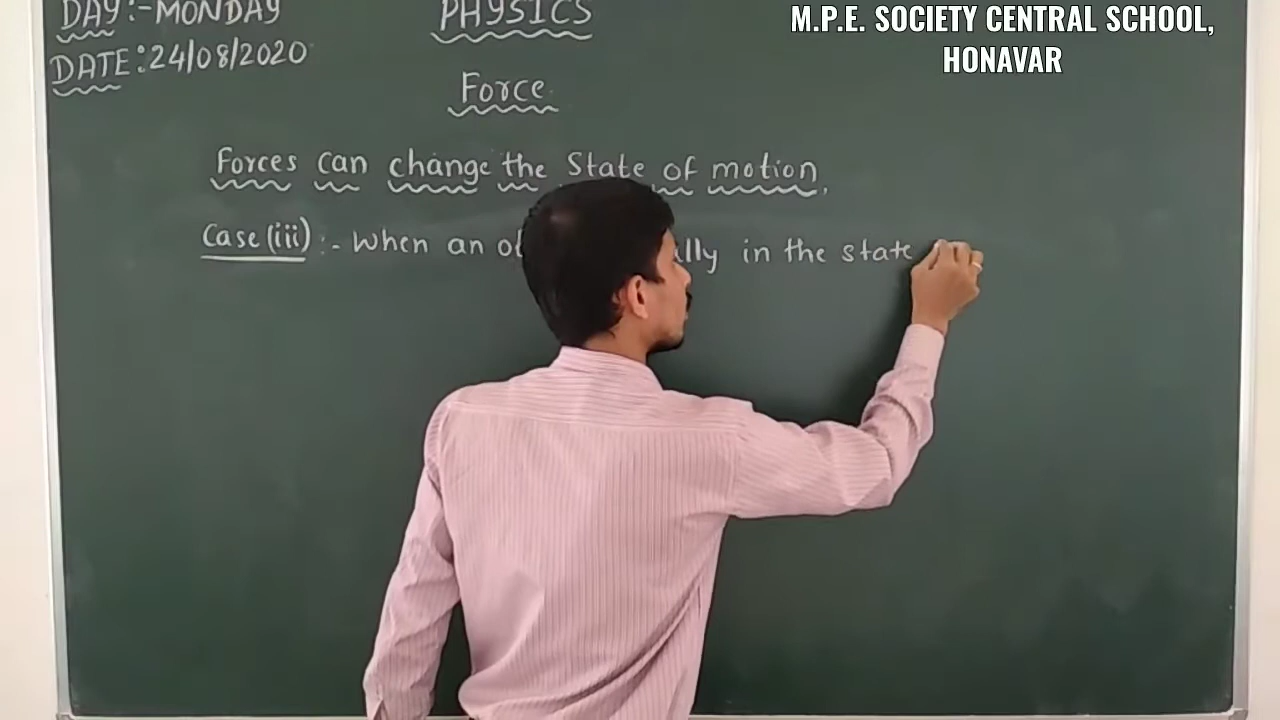 DAY:-MONDAY
PHYSICS
M.P.E. SOCIETY CENTRAL SCHOOL,
HONAVAR
DATE:24/08/2020
Force
Forces can change the State of motion,
Case (iii) :- When an in the state